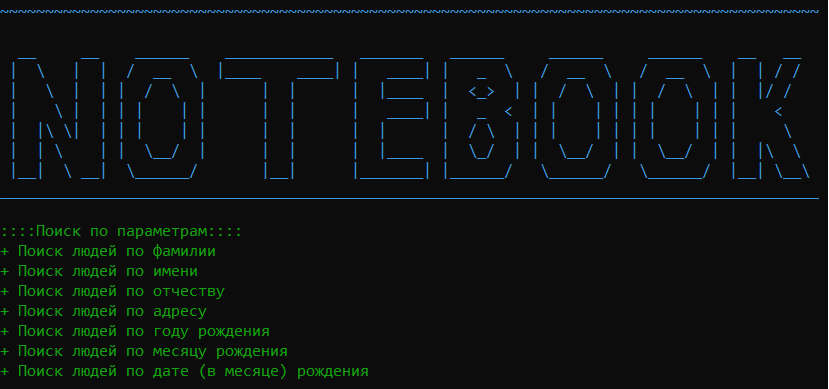 NOTEBOOK
::::Поиск по параметрам::::
+ Поиск людей по фамилии
+ Поиск людей по имени
+ Поиск людей по отчеству
+ Поиск людей по адресу
+ Поиск людей по году рождения
+ Поиск людей по месяцу рождения
+ Поиск людей по дате (в месяце) рождения